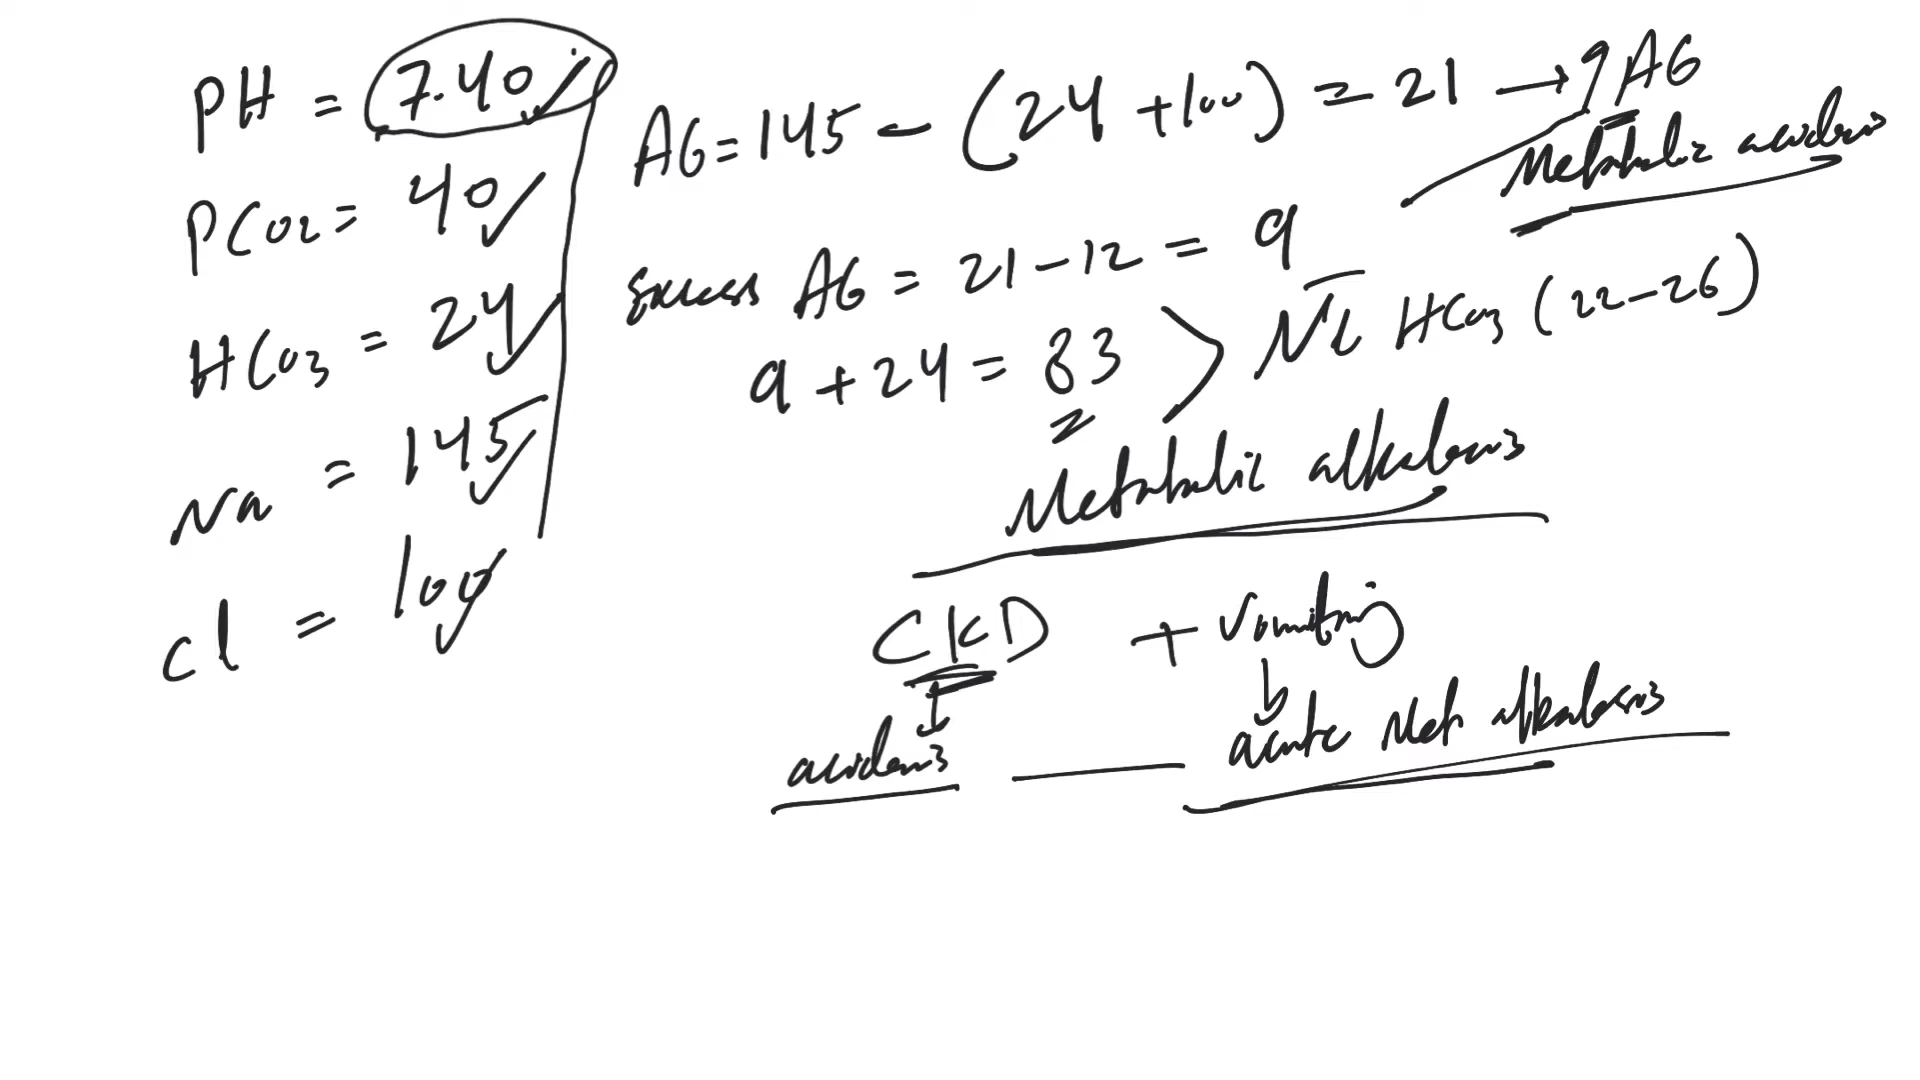 PH = 7.40
PCO2 = 40
HCO3 = 24
Na = 145
Cl = 100
AG = 145 - (24 + 100) = 21 → ↑AG
Metabolic acidosis
Excess AG = 21 - 12 = 9
9 + 24 = 33 > Nl HCO3 (22-26)
Metabolic alkalosis
CKD + Vomiting
↓ ↓
acidosis — acute Met alkalosis